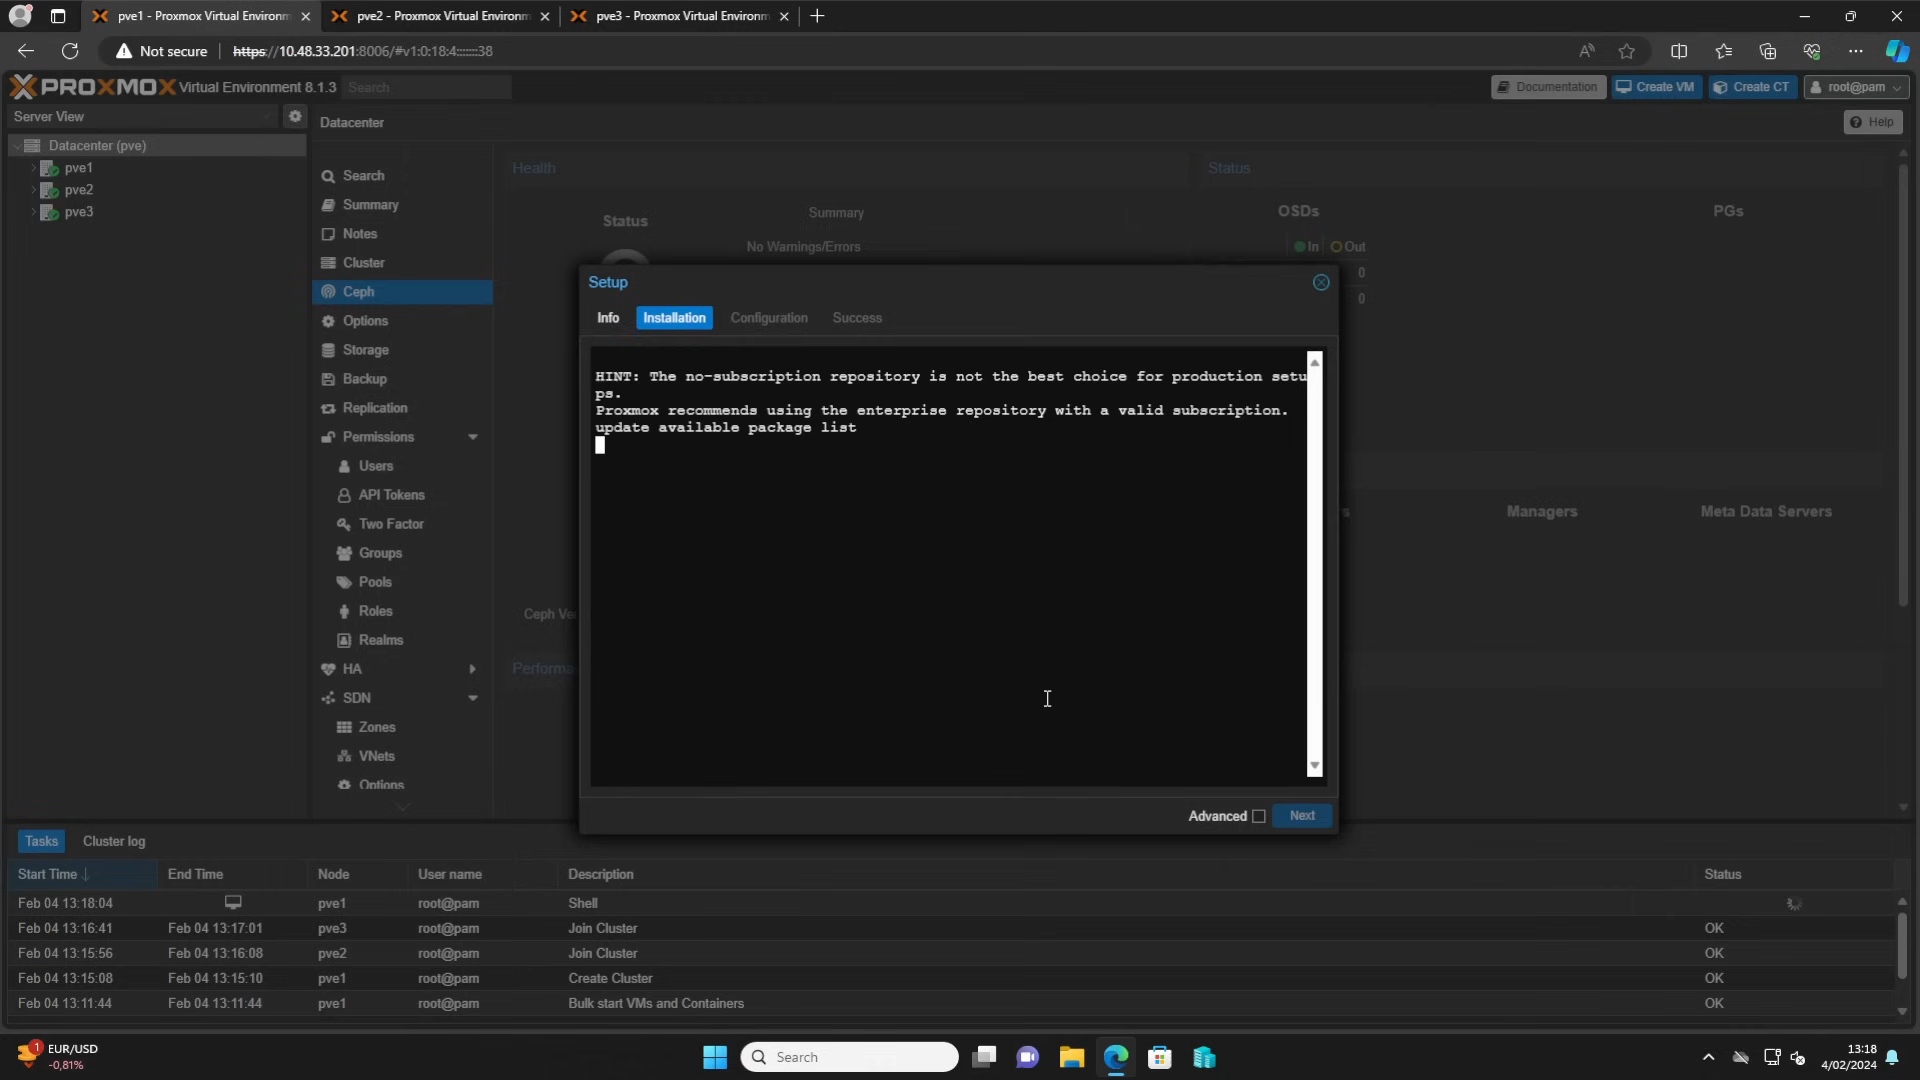 pve1 - Proxmox Virtual Environm
pve2 - Proxmox Virtual Environm
pve3 - Proxmox Virtual Environm
Not secure
https://10.48.33.201:8006/#v1:0:18:4:::::::38
PROXMOX Virtual Environment 8.1.3
Search
Documentation
Create VM
Create CT
root@pam
Server View
Datacenter
Help
Datacenter (pve)
pve1
pve2
pve3
Search
Summary
Notes
Cluster
Ceph
Options
Storage
Backup
Replication
Permissions
Users
API Tokens
Two Factor
Groups
Pools
Roles
Realms
HA
SDN
Zones
VNets
Options
Health
Status
Status
Summary
No Warnings/Errors
OSDs
PGs
In
Out
0
0
Managers
Meta Data Servers
Ceph Ve
Performa
Setup
Info
Installation
Configuration
Success
HINT: The no-subscription repository is not the best choice for production setu
ps.
Proxmox recommends using the enterprise repository with a valid subscription.
update available package list
Advanced
Next
Tasks
Cluster log
Start Time End Time Node User name Description Status
Feb 04 13:18:04 pve1 root@pam Shell
Feb 04 13:16:41 Feb 04 13:17:01 pve3 root@pam Join Cluster OK
Feb 04 13:15:56 Feb 04 13:16:08 pve2 root@pam Join Cluster OK
Feb 04 13:15:08 Feb 04 13:15:10 pve1 root@pam Create Cluster OK
Feb 04 13:11:44 Feb 04 13:11:44 pve1 root@pam Bulk start VMs and Containers OK
1
EUR/USD
-0,81%
Search
13:18
4/02/2024